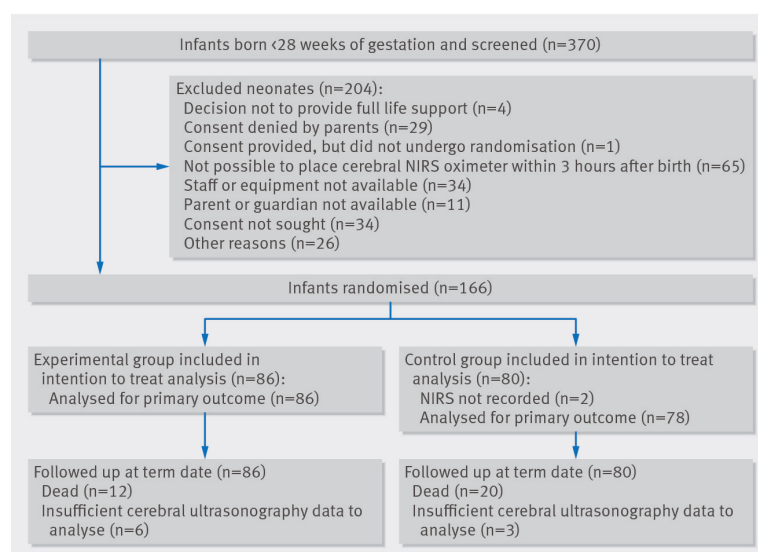 Infants born <28 weeks of gestation and screened (n=370)
Excluded neonates (n=204):
Decision not to provide full life support (n=4)
Consent denied by parents (n=29)
Consent provided, but did not undergo randomisation (n=1)
Not possible to place cerebral NIRS oximeter within 3 hours after birth (n=65)
Staff or equipment not available (n=34)
Parent or guardian not available (n=11)
Consent not sought (n=34)
Other reasons (n=26)
Infants randomised (n=166)
Experimental group included in
intention to treat analysis (n=86):
Analysed for primary outcome (n=86)
Control group included in intention to treat
analysis (n=80):
NIRS not recorded (n=2)
Analysed for primary outcome (n=78)
Followed up at term date (n=86)
Dead (n=12)
Insufficient cerebral ultrasonography data to
analyse (n=6)
Followed up at term date (n=80)
Dead (n=20)
Insufficient cerebral ultrasonography data to
analyse (n=3)